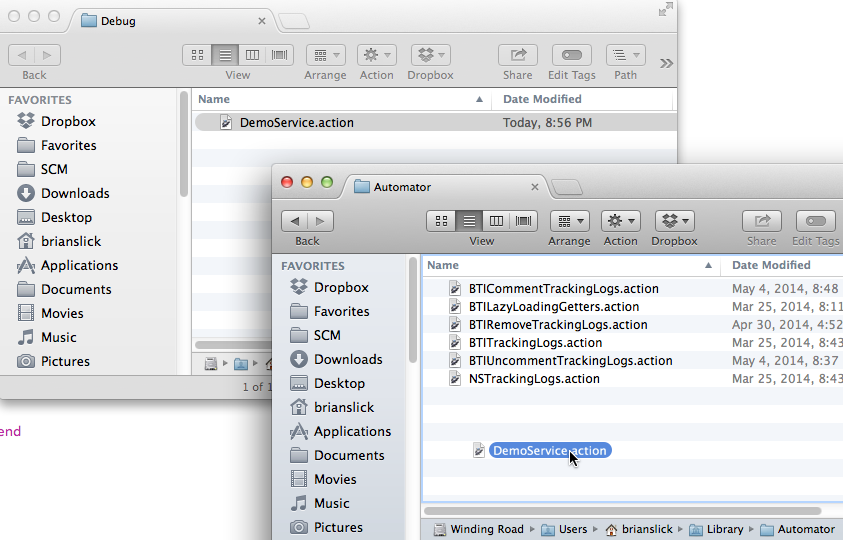 Debug
Back
View
Arrange
Action
Dropbox
Share
Edit Tags
Path
FAVORITES
Dropbox
Favorites
SCM
Downloads
Desktop
brianslick
Applications
Documents
Movies
Music
Pictures
Name
Date Modified
DemoService.action
Today, 8:56 PM
1 of 1
end
Automator
Back
View
Arrange
Action
Dropbox
Share
Edit Tags
FAVORITES
Dropbox
Favorites
SCM
Downloads
Desktop
brianslick
Applications
Documents
Movies
Music
Pictures
Name
Date Modified
BTICommentTrackingLogs.action May 4, 2014, 8:48
BTILazyLoadingGetters.action Mar 25, 2014, 8:11
BTIRemoveTrackingLogs.action Apr 30, 2014, 4:52
BTITrackingLogs.action Mar 25, 2014, 8:43
BTIUncommentTrackingLogs.action May 4, 2014, 8:37
NSTrackingLogs.action Mar 25, 2014, 8:43
DemoService.action
Winding Road Users brianslick Library Automator